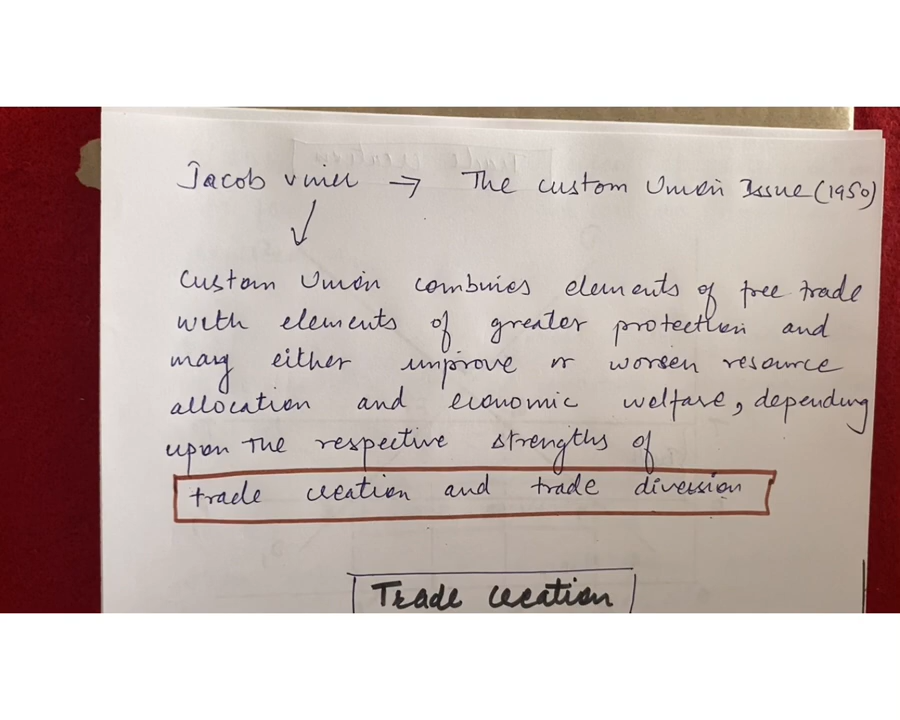 Jacob Viner → The Custom Union Issue (1950)
Custom Union combines elements of free trade
with elements of greater protection and
may either improve or worsen resource
allocation and economic welfare, depending
upon the respective strengths of
trade creation and trade diversion
Trade creation